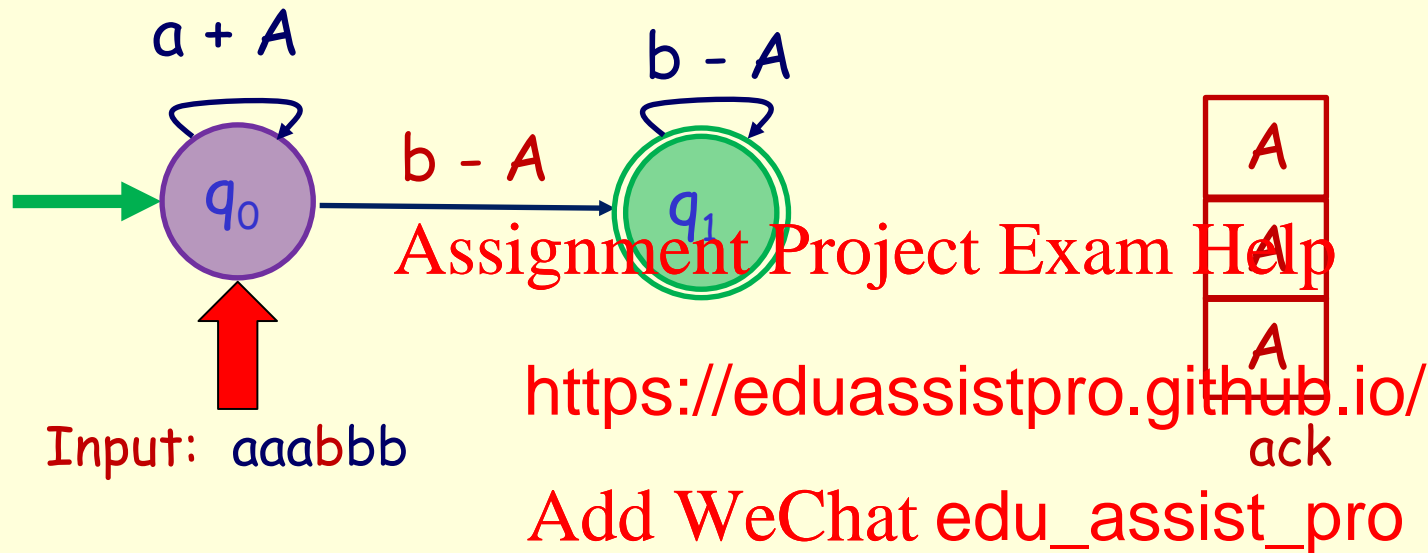 a + A
b - A
A
b - A
q0
q1
A
Assignment Project Exam Help
A
https://eduassistpro.github.io/
Input: aaabbb
ack
Add WeChat edu_assist_pro